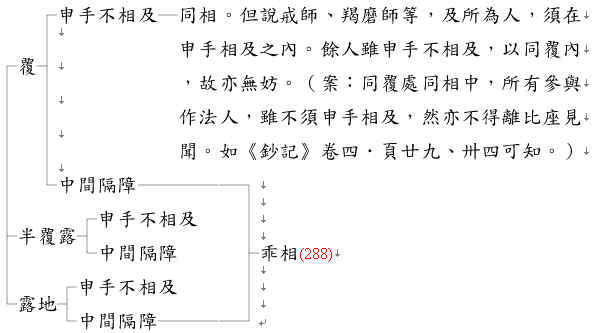 申手不相及
同相。但說戒師、羯磨師等，及所為人，須在
申手相及之內。餘人雖申手不相及，以同覆內
，故亦無妨。（案：同覆處同相中，所有參與
作法人，雖不須申手相及，然亦不得離比座見
聞。如《鈔記》卷四．頁廿九、卅四可知。）
覆
中間隔障
申手不相及
半覆露
中間隔障
乖相(288)
申手不相及
露地
中間隔障